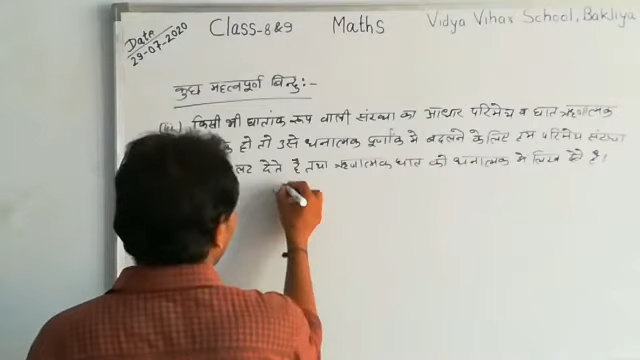 Date 29-07-2020
Class-8&9 Maths Vidya Vihar School, Bakliya
कुछ महत्वपूर्ण बिन्दु:-
किसी भी घातांक रूप वाली संख्या का आधार परिमेय व घात ऋणात्मक
हो तो उसे धनात्मक पूर्णांक मे बदलने के लिए हम परिमेय संख्या
देते है तथा ऋणात्मक घात को धनात्मक मे लिख देते है।